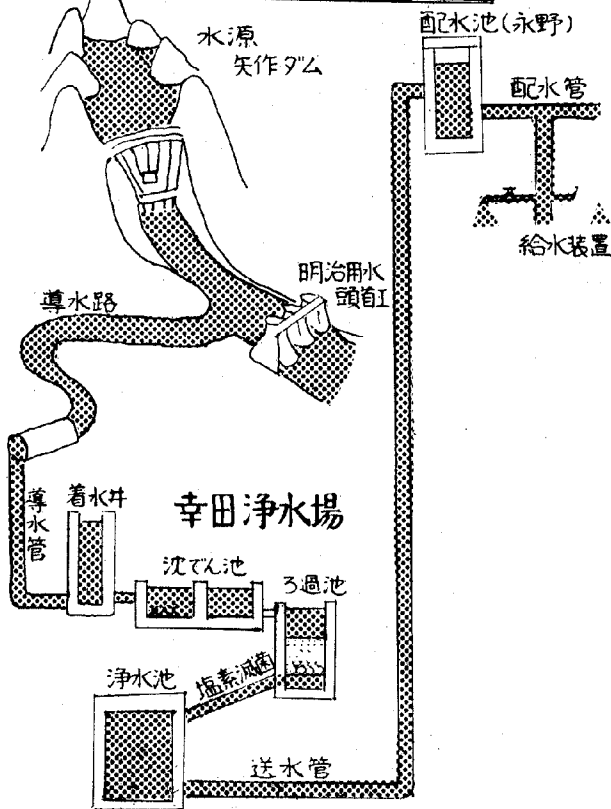 水源
矢作ダム
配水池(永野)
配水管
給水装置
明治用水
頭首工
導水路
導水管
着水井
幸田浄水場
沈でん池
ろ過池
塩素滅菌
浄水池
送水管